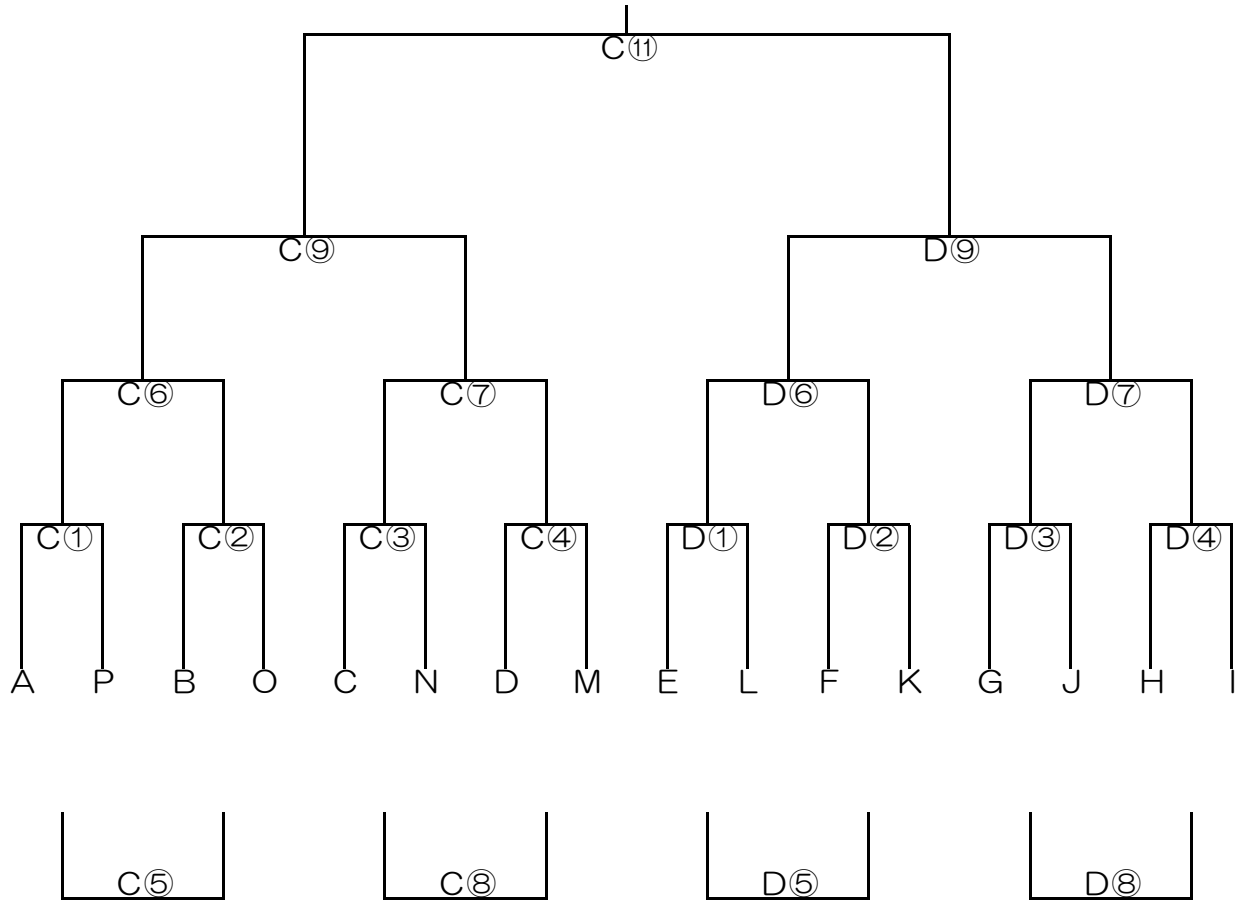 C⑪
C⑨ D⑨
C⑥ C⑦ D⑥ D⑦
C① C② C③ C④ D① D② D③ D④
A P B O C N D M E L F K G J H I
C⑤ C⑧ D⑤ D⑧